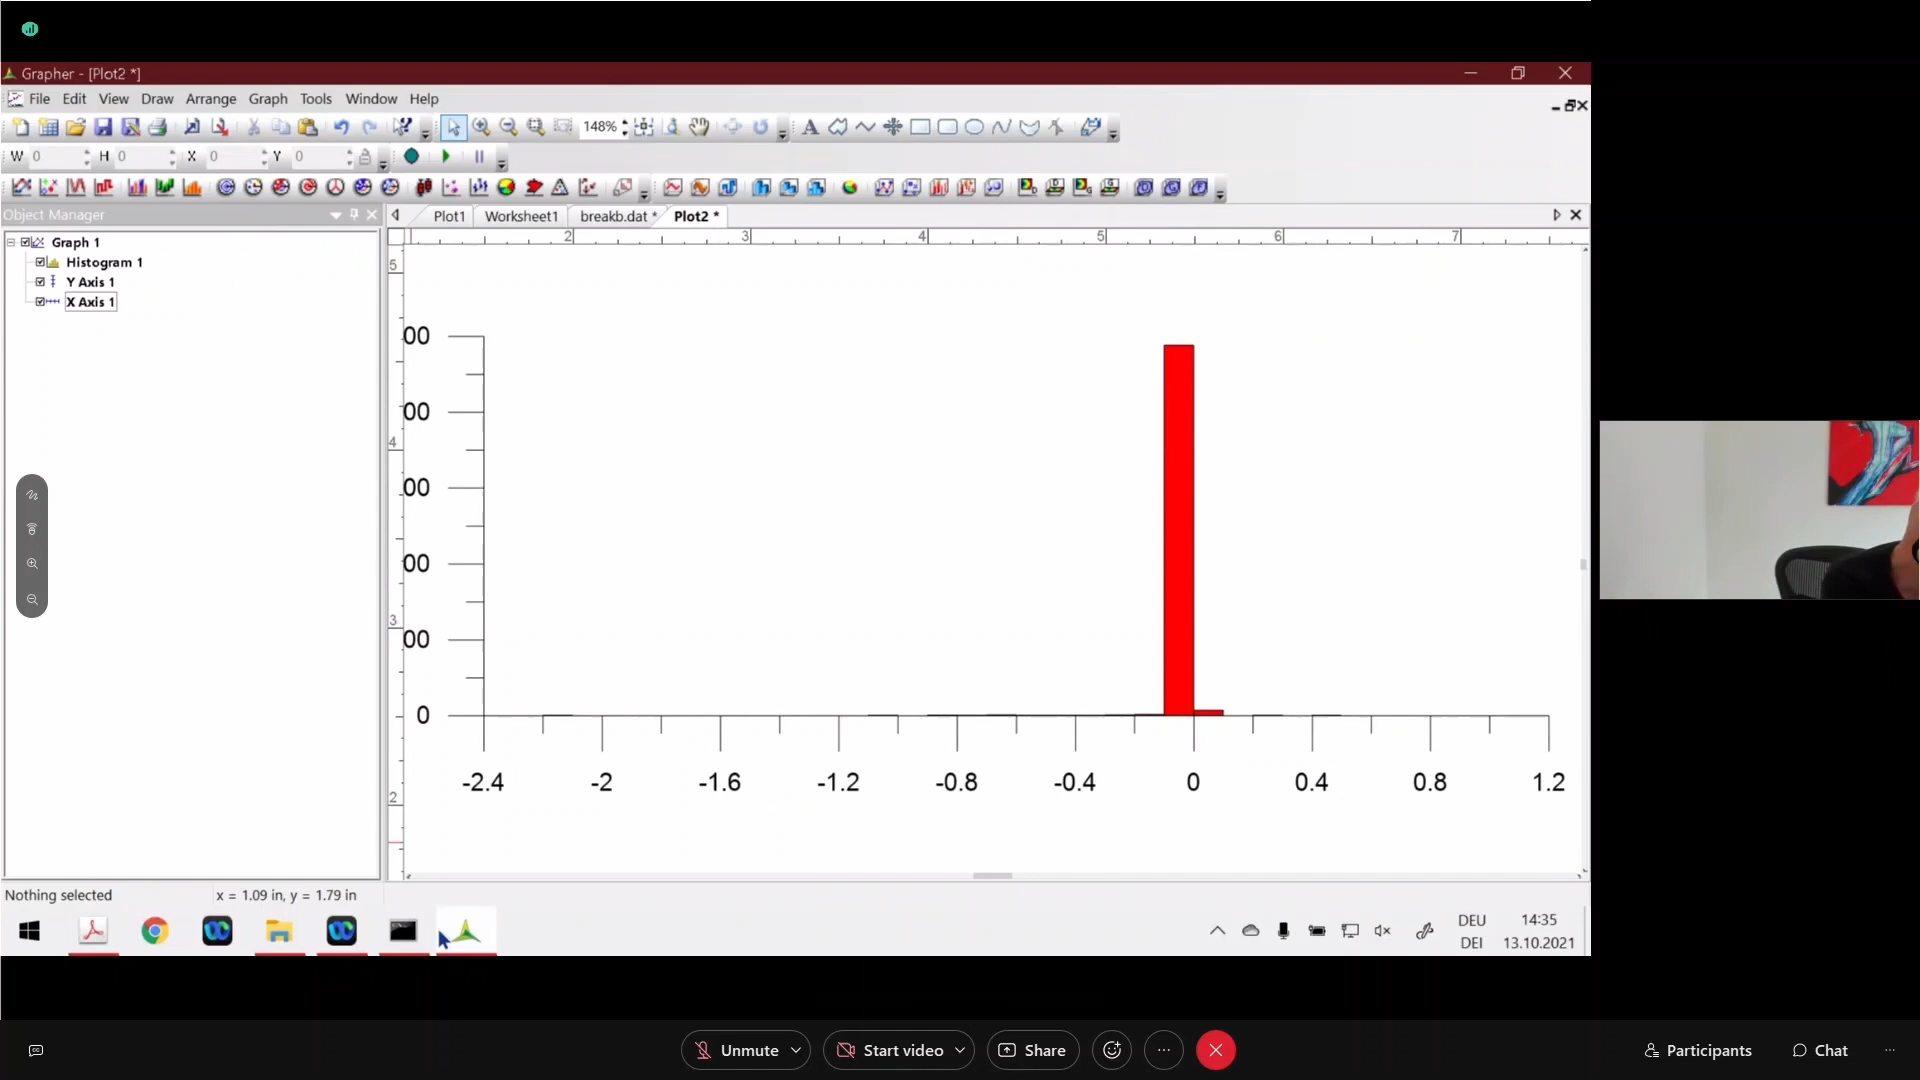 Grapher - [Plot2 *]
File Edit View Draw Arrange Graph Tools Window Help
148%
W 0 H 0 X 0 Y 0
Object Manager
Plot1 Worksheet1 breakb.dat * Plot2 *
Graph 1
Histogram 1
Y Axis 1
X Axis 1
2 3 4 5 6 7
5
4
3
2
00
00
00
00
00
0
-2.4 -2 -1.6 -1.2 -0.8 -0.4 0 0.4 0.8 1.2
Nothing selected x = 1.09 in, y = 1.79 in
DEU 14:35
DEI 13.10.2021
Unmute Start video Share Participants Chat